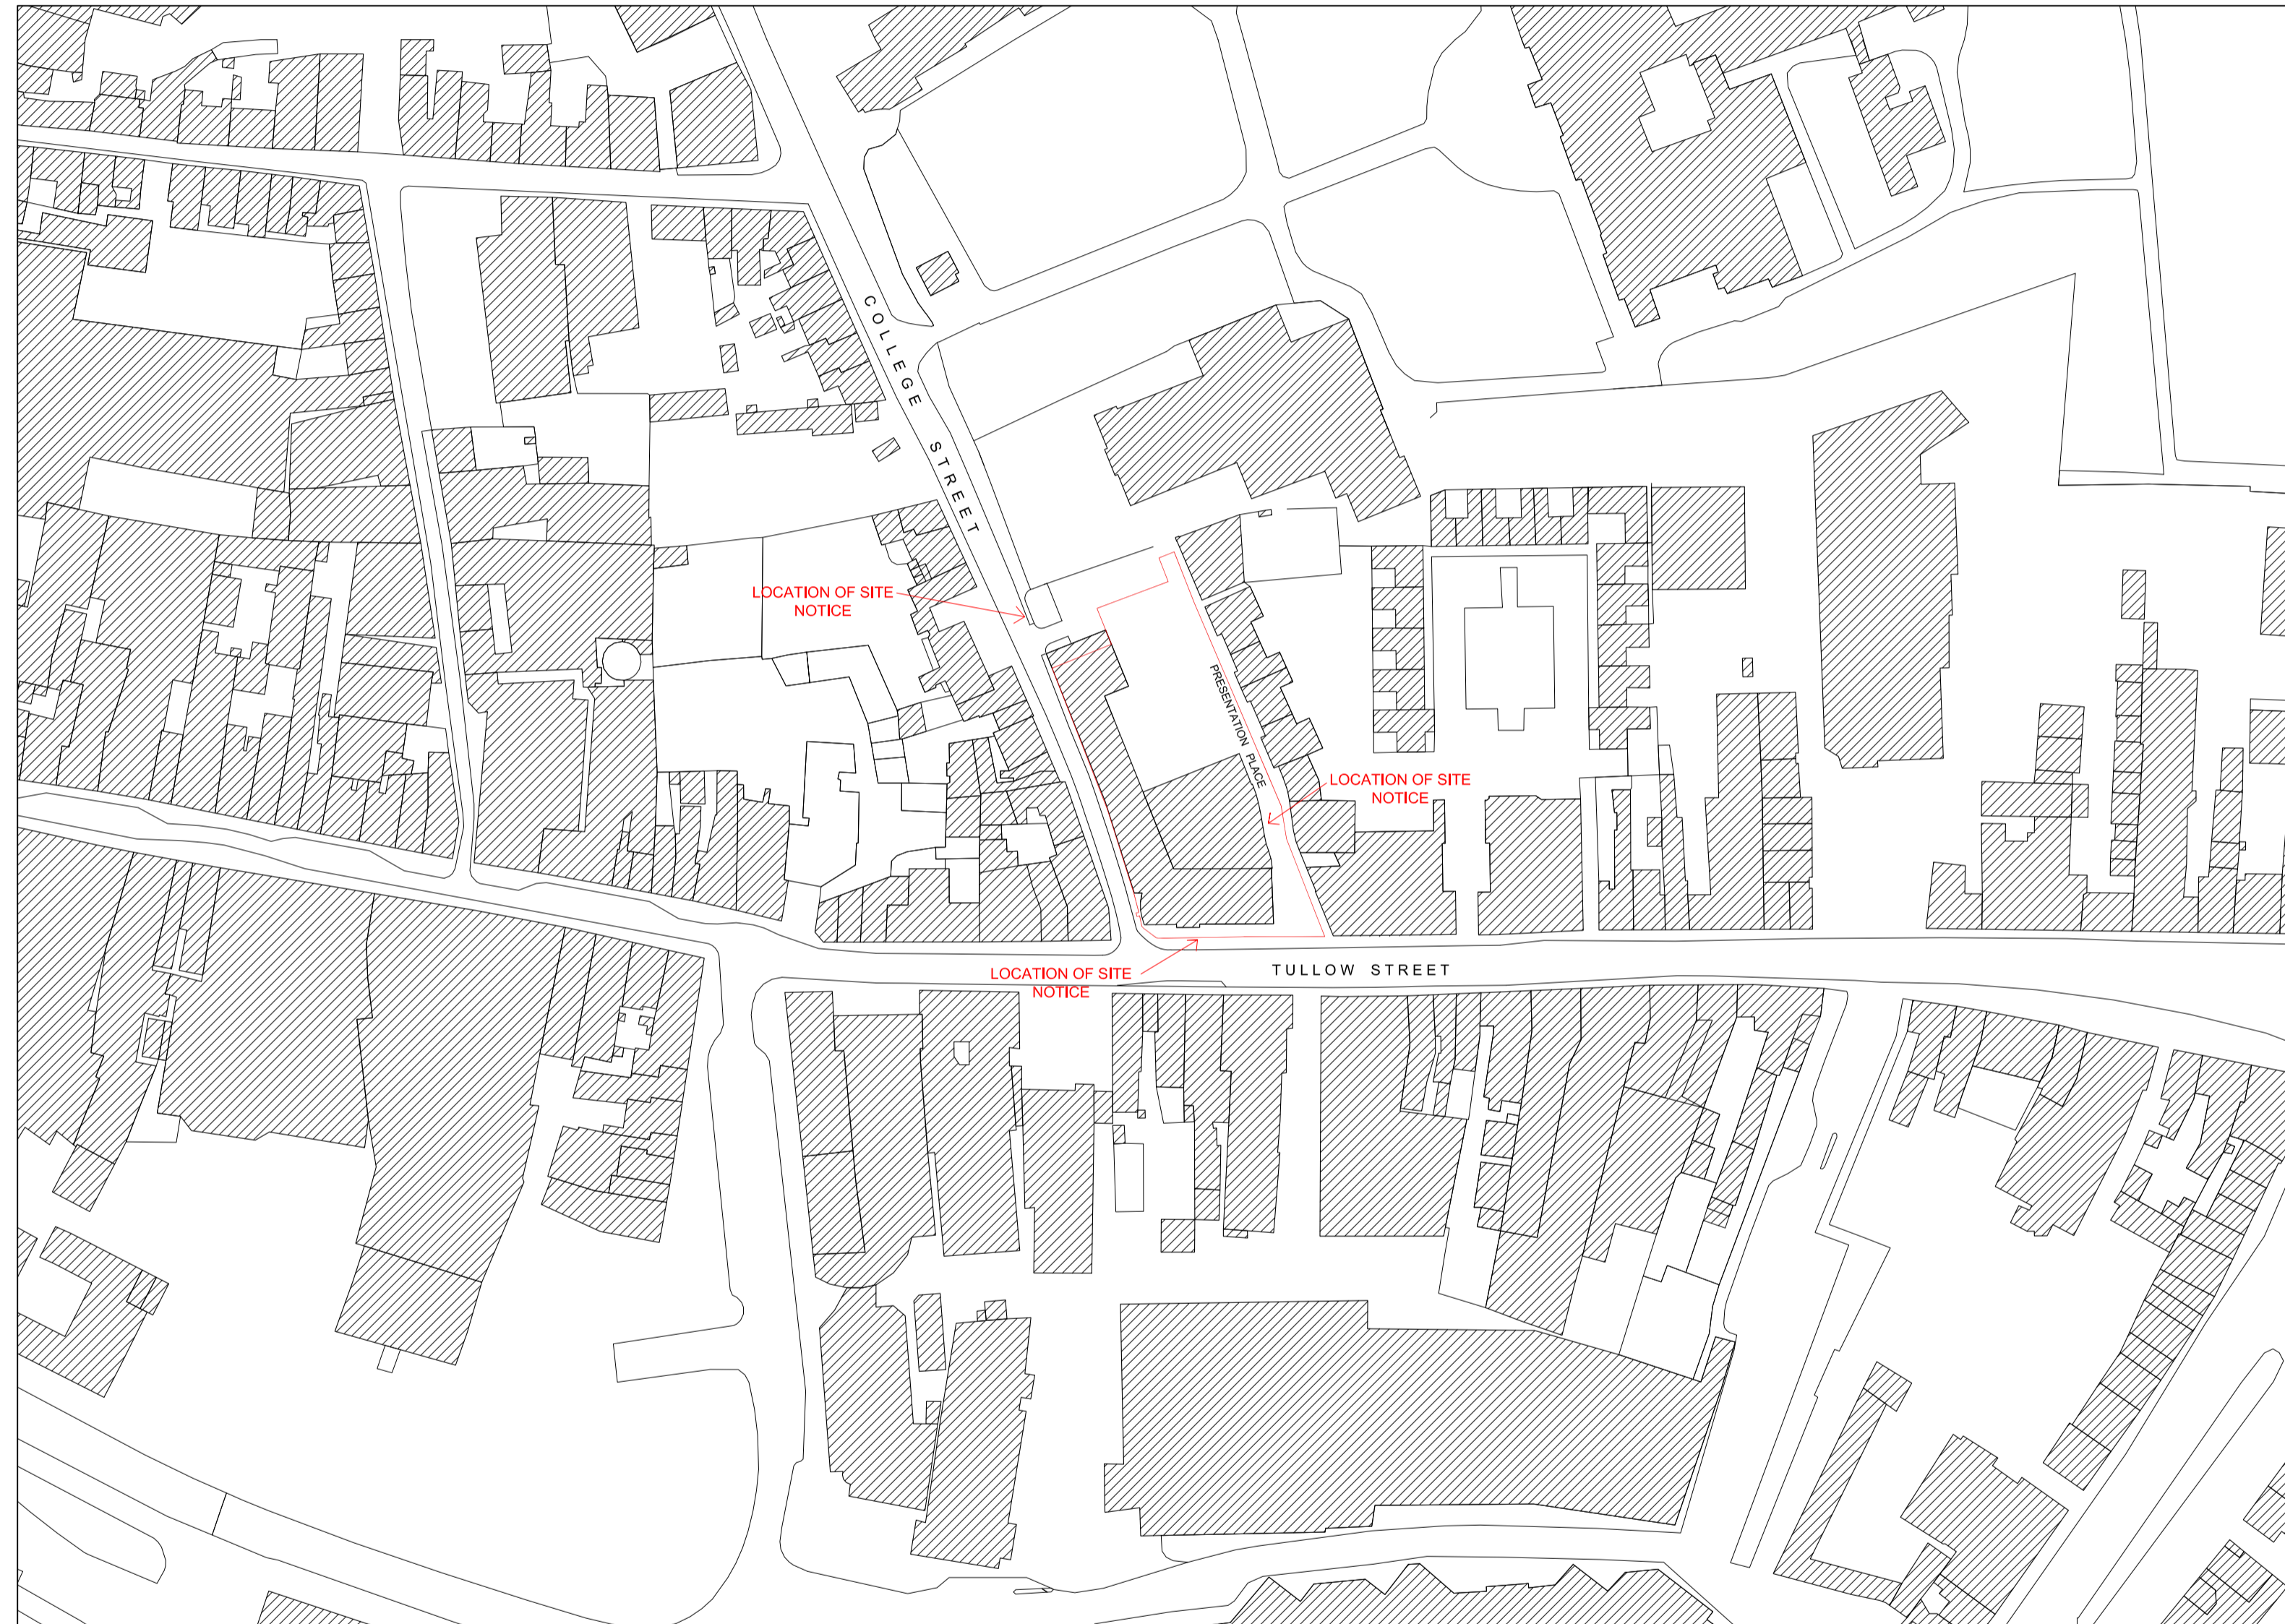 COLLEGE STREET
LOCATION OF SITE
NOTICE
PRESENTATION PLACE
LOCATION OF SITE
NOTICE
LOCATION OF SITE
NOTICE
TULLOW STREET